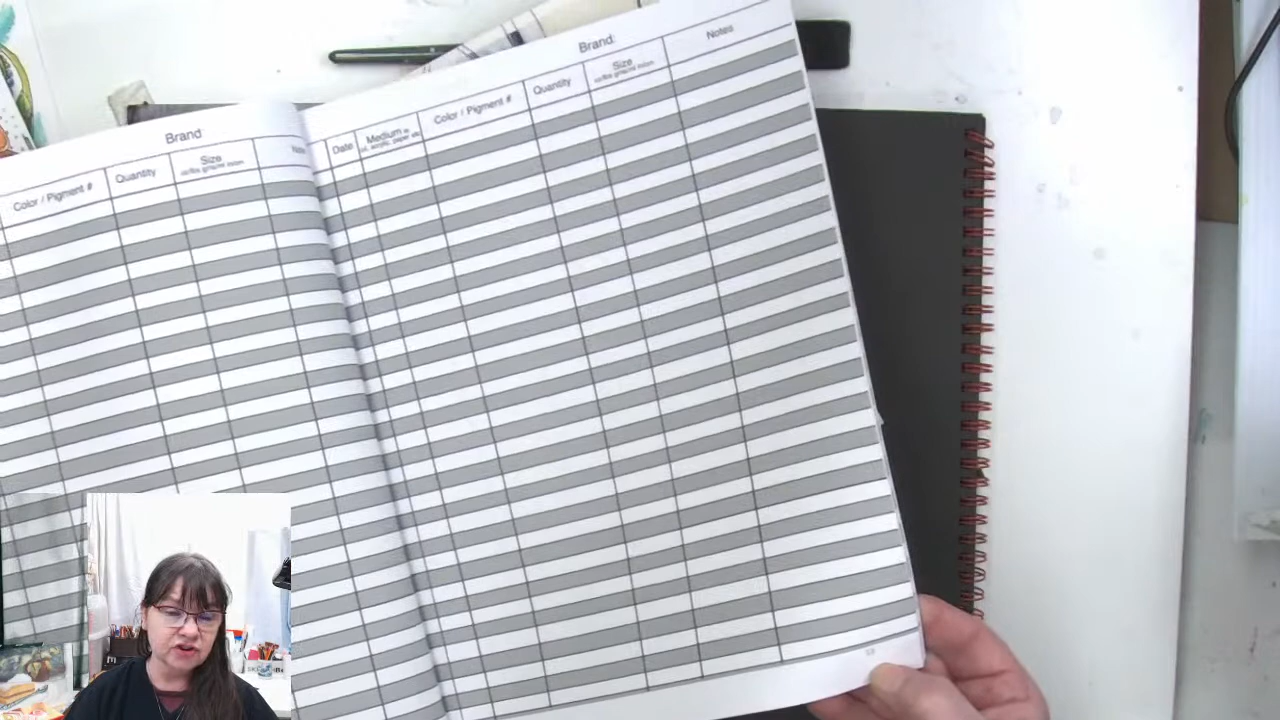 Brand
Color / Pigment #
Quantity
Size
Brand
Date
Medium
Color / Pigment #
Quantity
Size
Notes